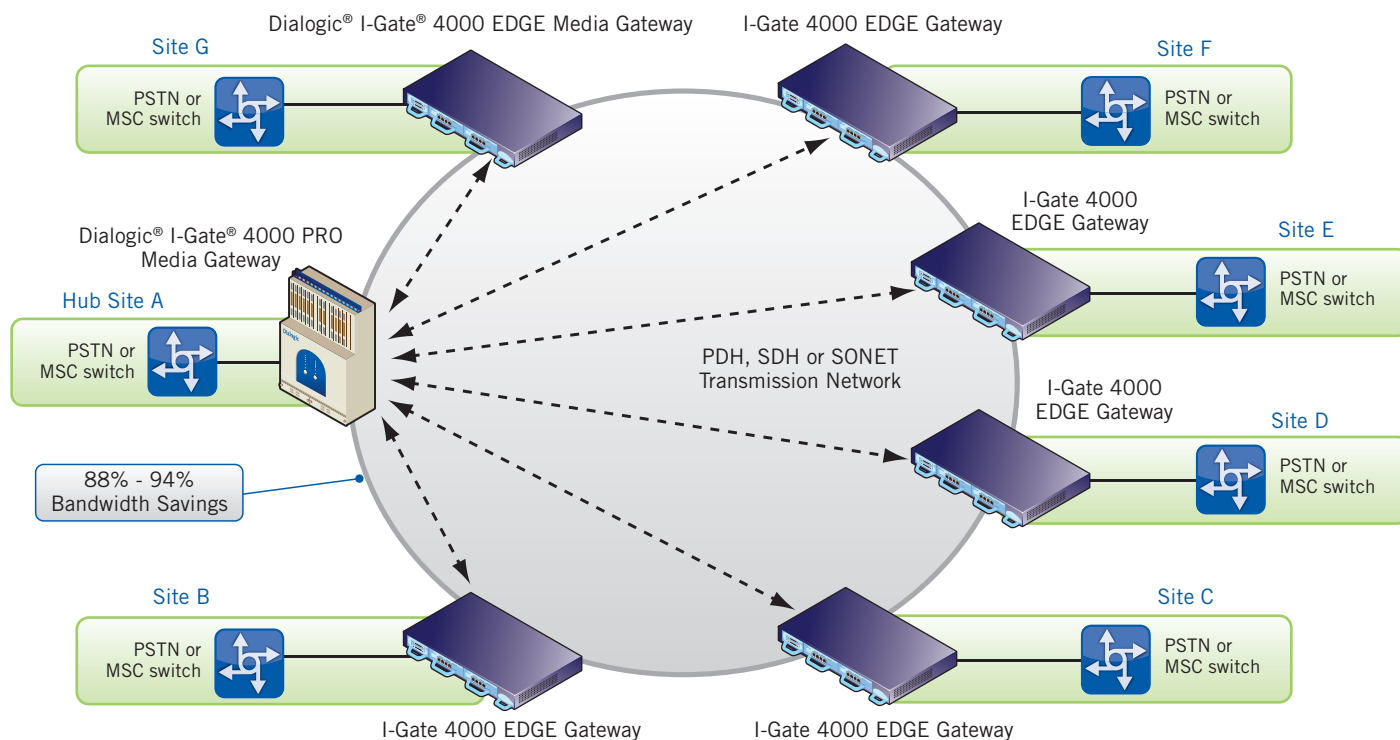 Dialogic® I-Gate® 4000 EDGE Media Gateway
I-Gate 4000 EDGE Gateway
Site G
PSTN or
MSC switch
Site F
PSTN or
MSC switch
Dialogic® I-Gate® 4000 PRO
Media Gateway
Hub Site A
PSTN or
MSC switch
Dialogic
I-Gate 4000
EDGE Gateway
Site E
PSTN or
MSC switch
PDH, SDH or SONET
Transmission Network
I-Gate 4000
EDGE Gateway
Site D
PSTN or
MSC switch
88% - 94%
Bandwidth Savings
Site B
PSTN or
MSC switch
I-Gate 4000 EDGE Gateway
Site C
PSTN or
MSC switch
I-Gate 4000 EDGE Gateway